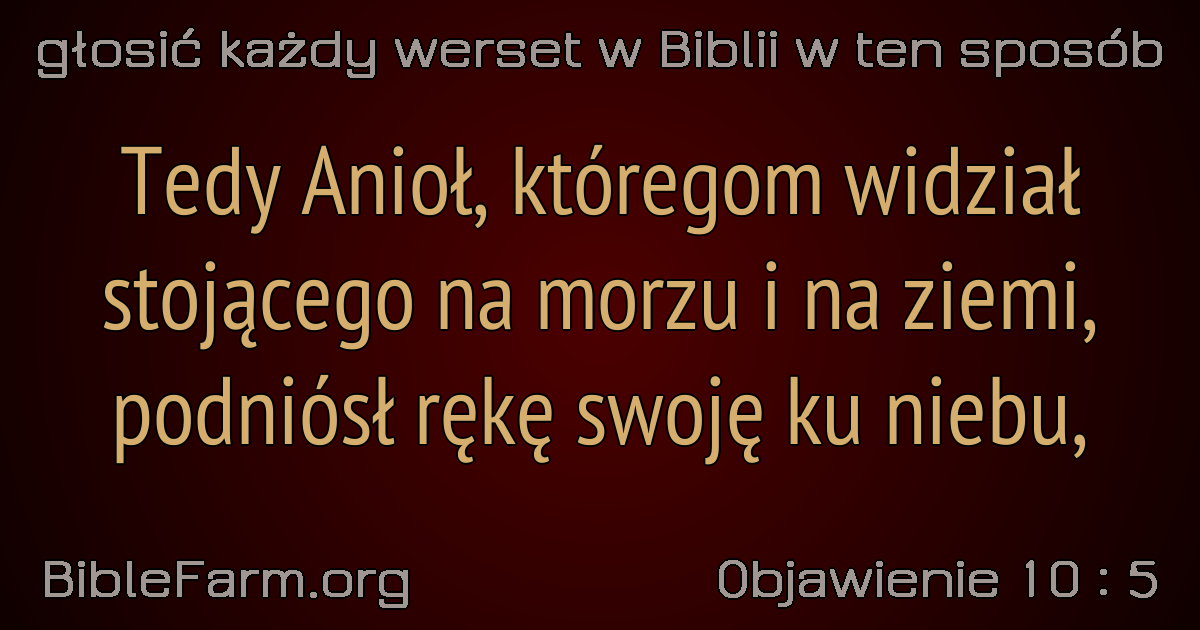 głosić każdy werset w Biblii w ten sposób
Tedy Anioł, któregom widział
stojącego na morzu i na ziemi,
podniósł rękę swoję ku niebu,
BibleFarm.org
Objawienie 10 : 5